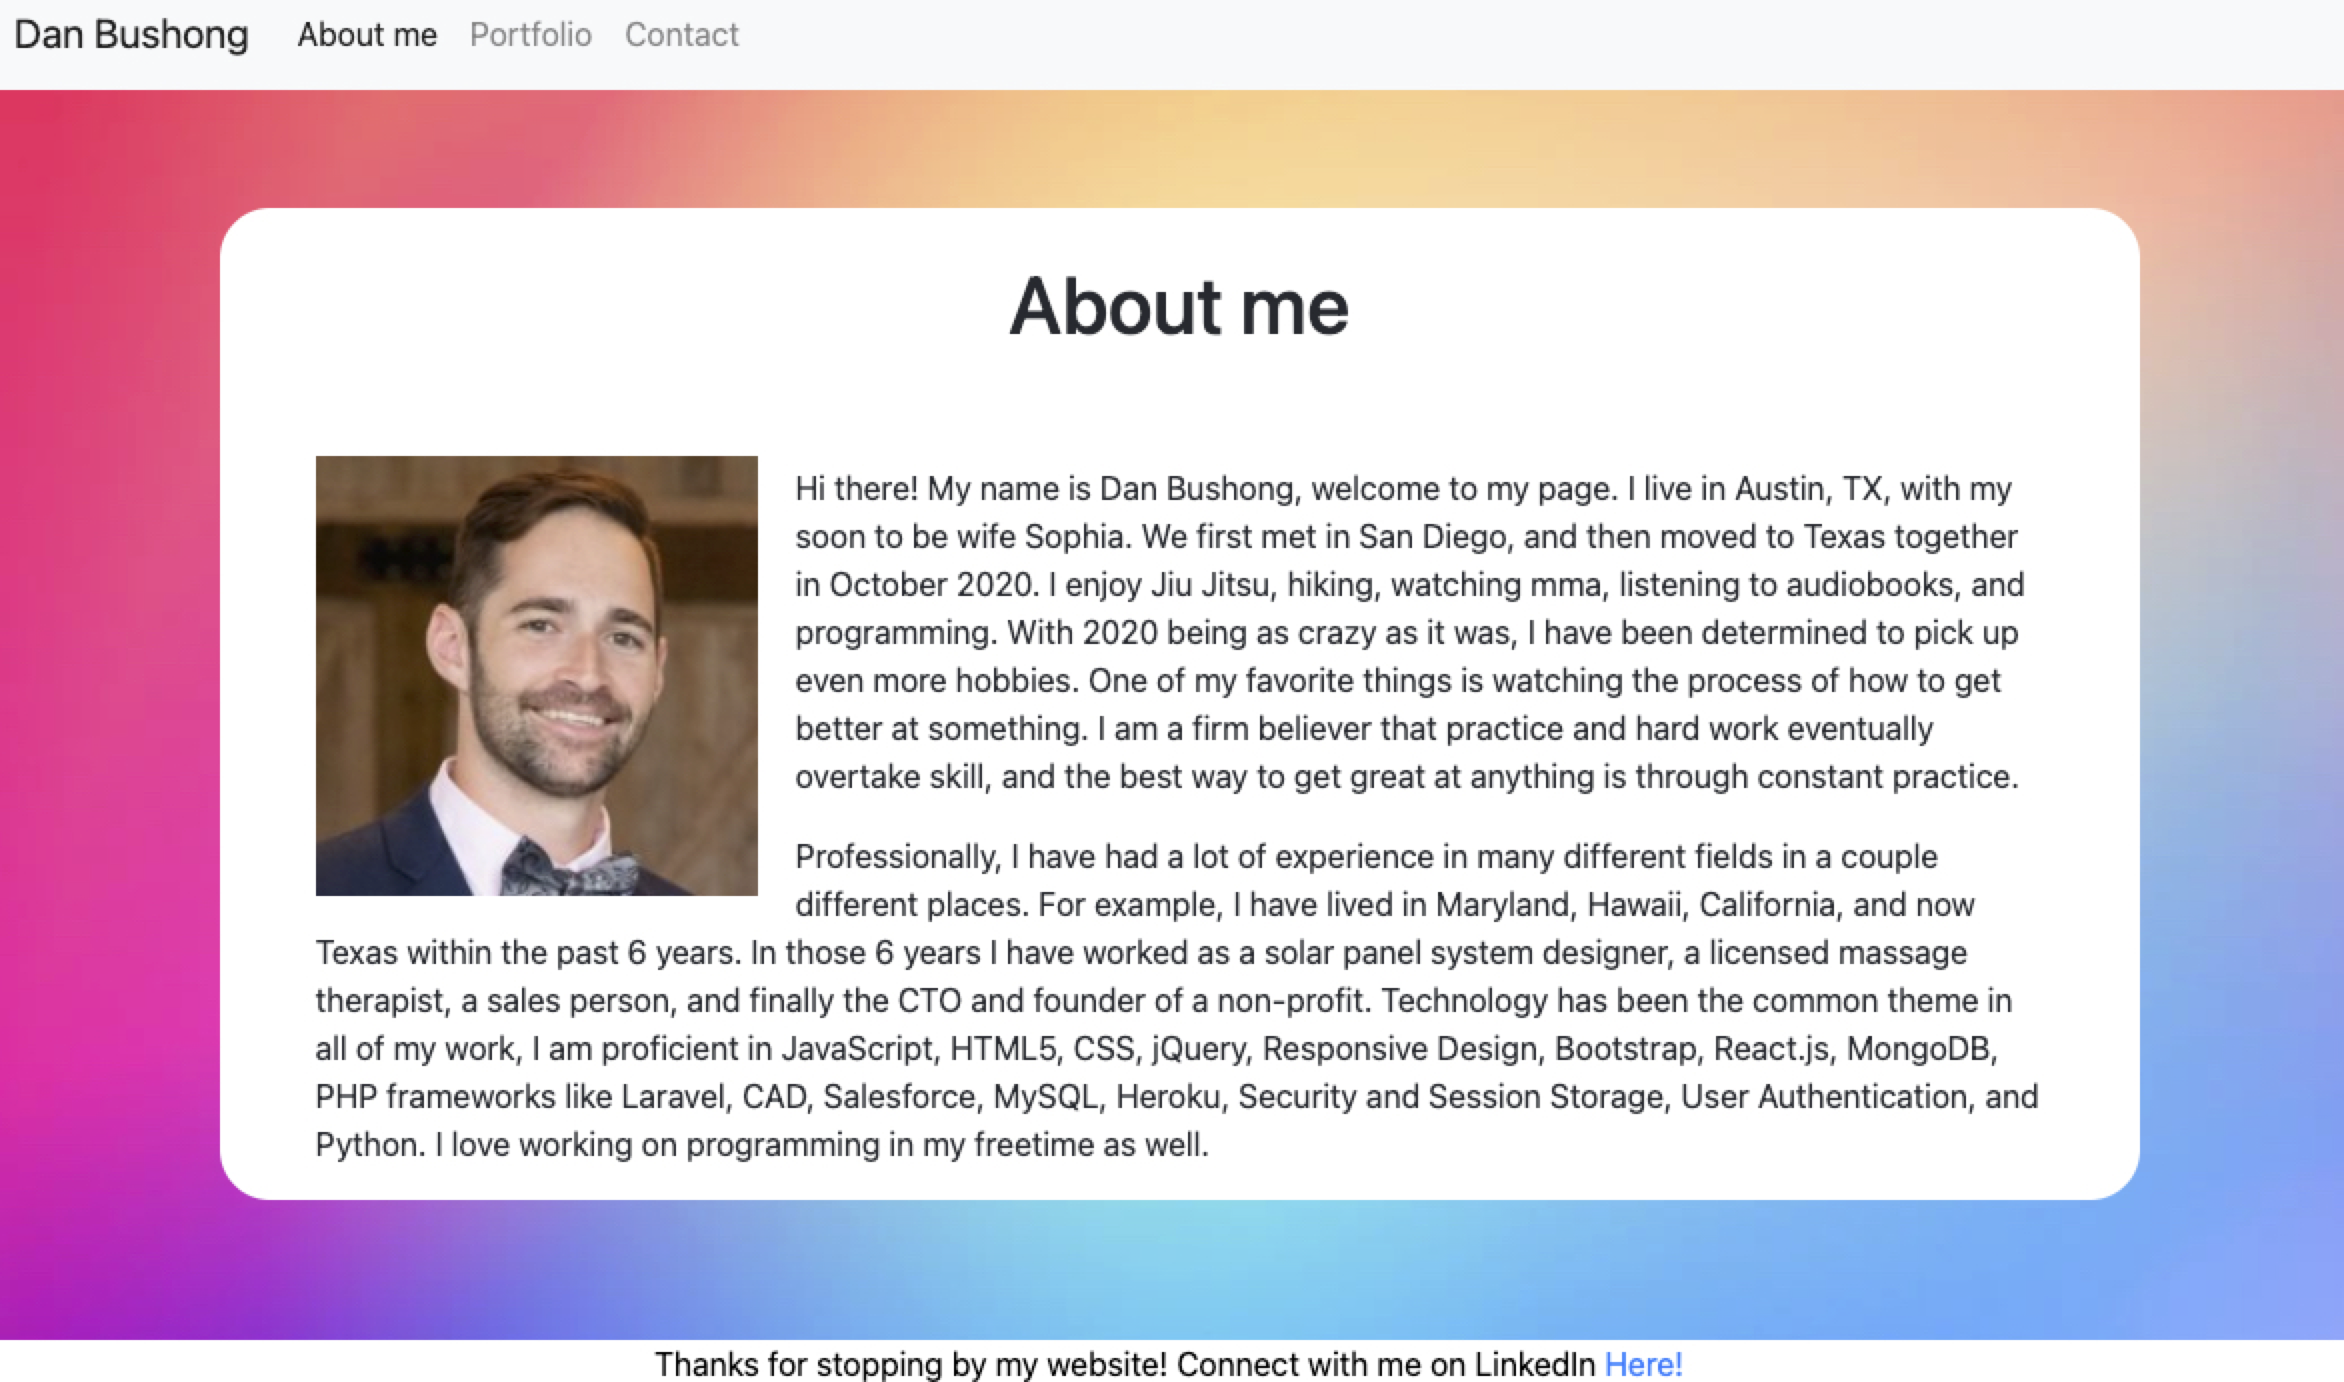 Dan Bushong About me Portfolio Contact
About me
Hi there! My name is Dan Bushong, welcome to my page. I live in Austin, TX, with my
soon to be wife Sophia. We first met in San Diego, and then moved to Texas together
in October 2020. I enjoy Jiu Jitsu, hiking, watching mma, listening to audiobooks, and
programming. With 2020 being as crazy as it was, I have been determined to pick up
even more hobbies. One of my favorite things is watching the process of how to get
better at something. I am a firm believer that practice and hard work eventually
overtake skill, and the best way to get great at anything is through constant practice.
Professionally, I have had a lot of experience in many different fields in a couple
different places. For example, I have lived in Maryland, Hawaii, California, and now
Texas within the past 6 years. In those 6 years I have worked as a solar panel system designer, a licensed massage
therapist, a sales person, and finally the CTO and founder of a non-profit. Technology has been the common theme in
all of my work, I am proficient in JavaScript, HTML5, CSS, jQuery, Responsive Design, Bootstrap, React.js, MongoDB,
PHP frameworks like Laravel, CAD, Salesforce, MySQL, Heroku, Security and Session Storage, User Authentication, and
Python. I love working on programming in my freetime as well.
Thanks for stopping by my website! Connect with me on LinkedIn Here!